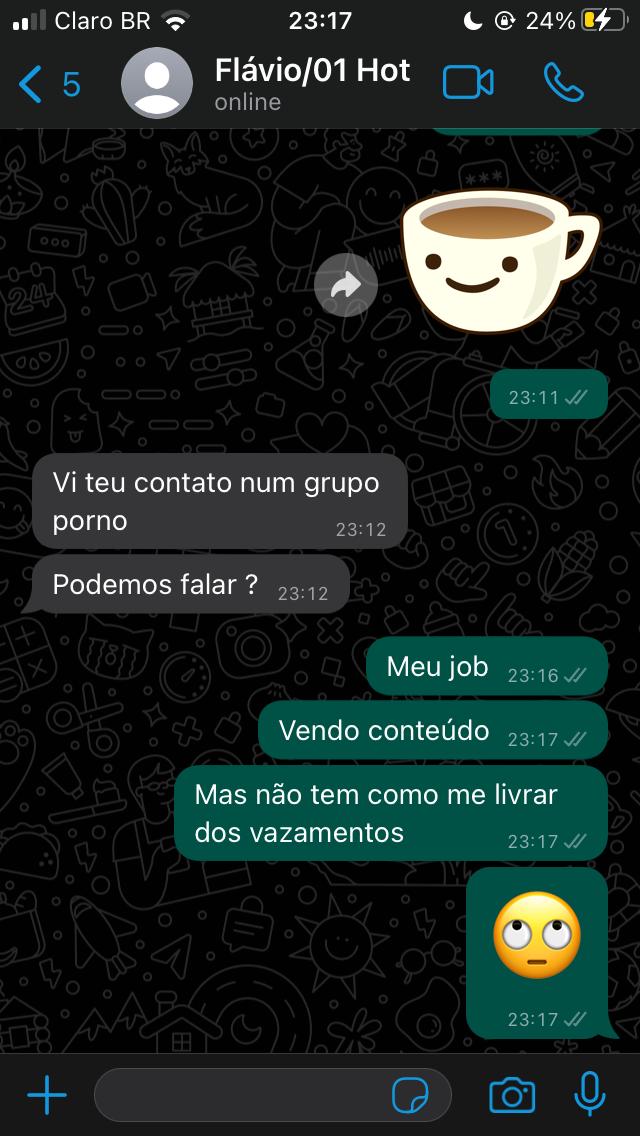 Claro BR 23:17 24%
5 Flávio/01 Hot
online
23:11
Vi teu contato num grupo
porno 23:12
Podemos falar ? 23:12
Meu job 23:16
Vendo conteúdo 23:17
Mas não tem como me livrar
dos vazamentos 23:17
23:17